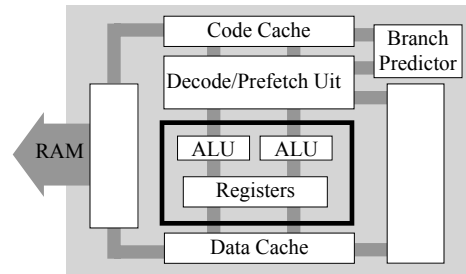 Code Cache
Branch
Predictor
Decode/Prefetch Uit
RAM
ALU
ALU
Registers
Data Cache